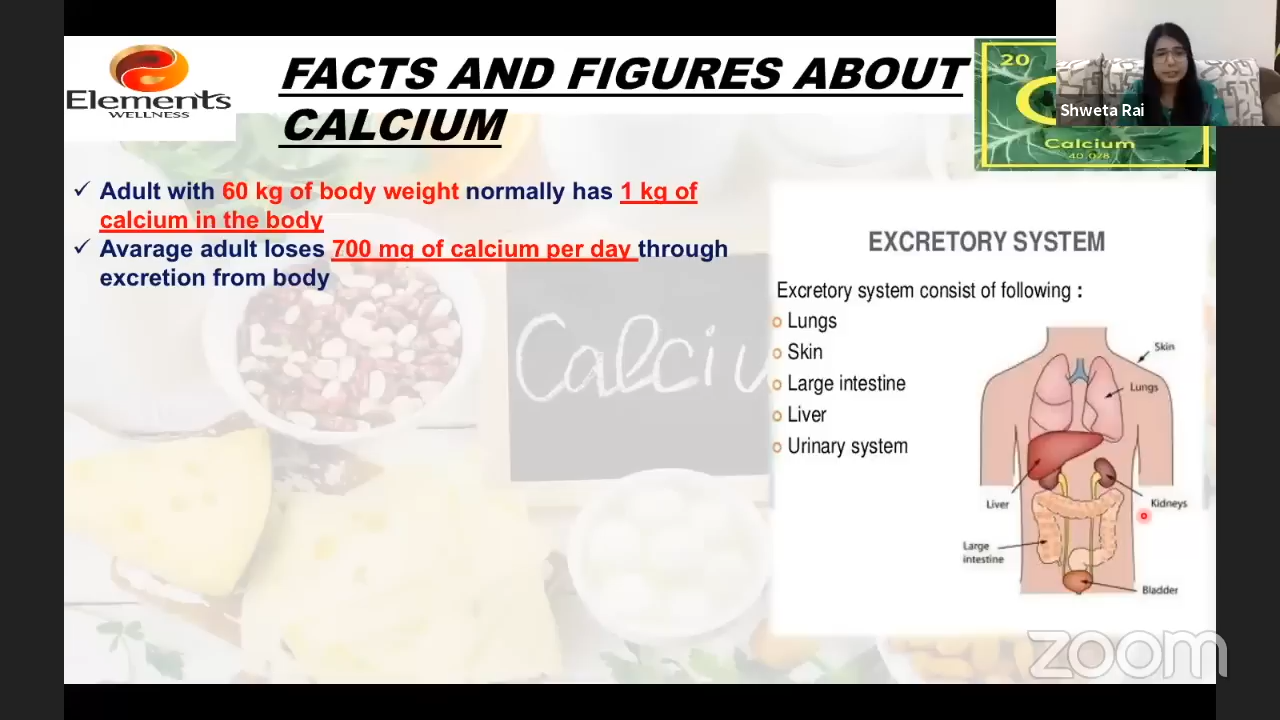 Elements
WELLNESS
FACTS AND FIGURES ABOUT
CALCIUM
20
Calcium
40.078
Shweta Rai
✓ Adult with 60 kg of body weight normally has 1 kg of
calcium in the body
✓ Avarage adult loses 700 mg of calcium per day through
excretion from body
Calciu
EXCRETORY SYSTEM
Excretory system consist of following :
Lungs
Skin
Large intestine
Liver
Urinary system
Skin
Lungs
Liver
Kidneys
Large
intestine
Bladder
zoom